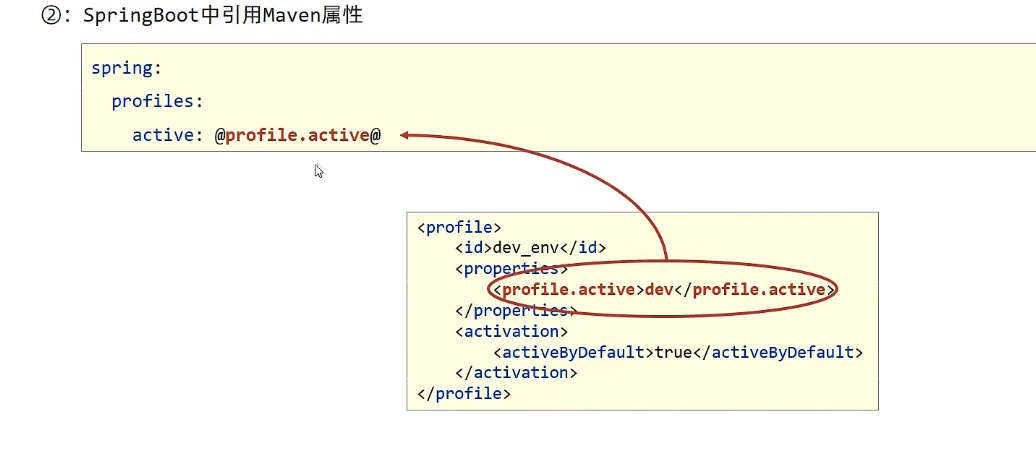 ②: SpringBoot中引用Maven属性
spring:
profiles:
active: @profile.active@
<profile>
<id>dev_env</id>
<properties>
<profile.active>dev</profile.active>
</properties>
<activation>
<activeByDefault>true</activeByDefault>
</activation>
</profile>